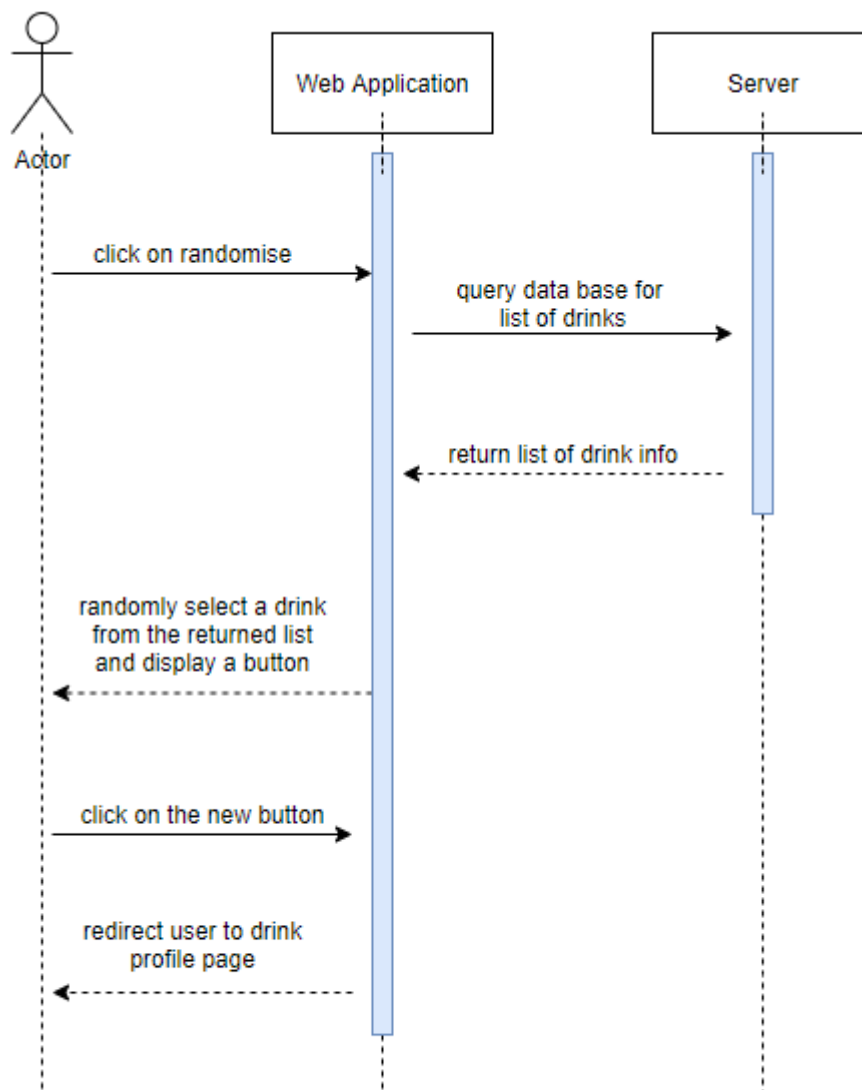 Actor
Web Application
Server
click on randomise
query data base for
list of drinks
return list of drink info
randomly select a drink
from the returned list
and display a button
click on the new button
redirect user to drink
profile page